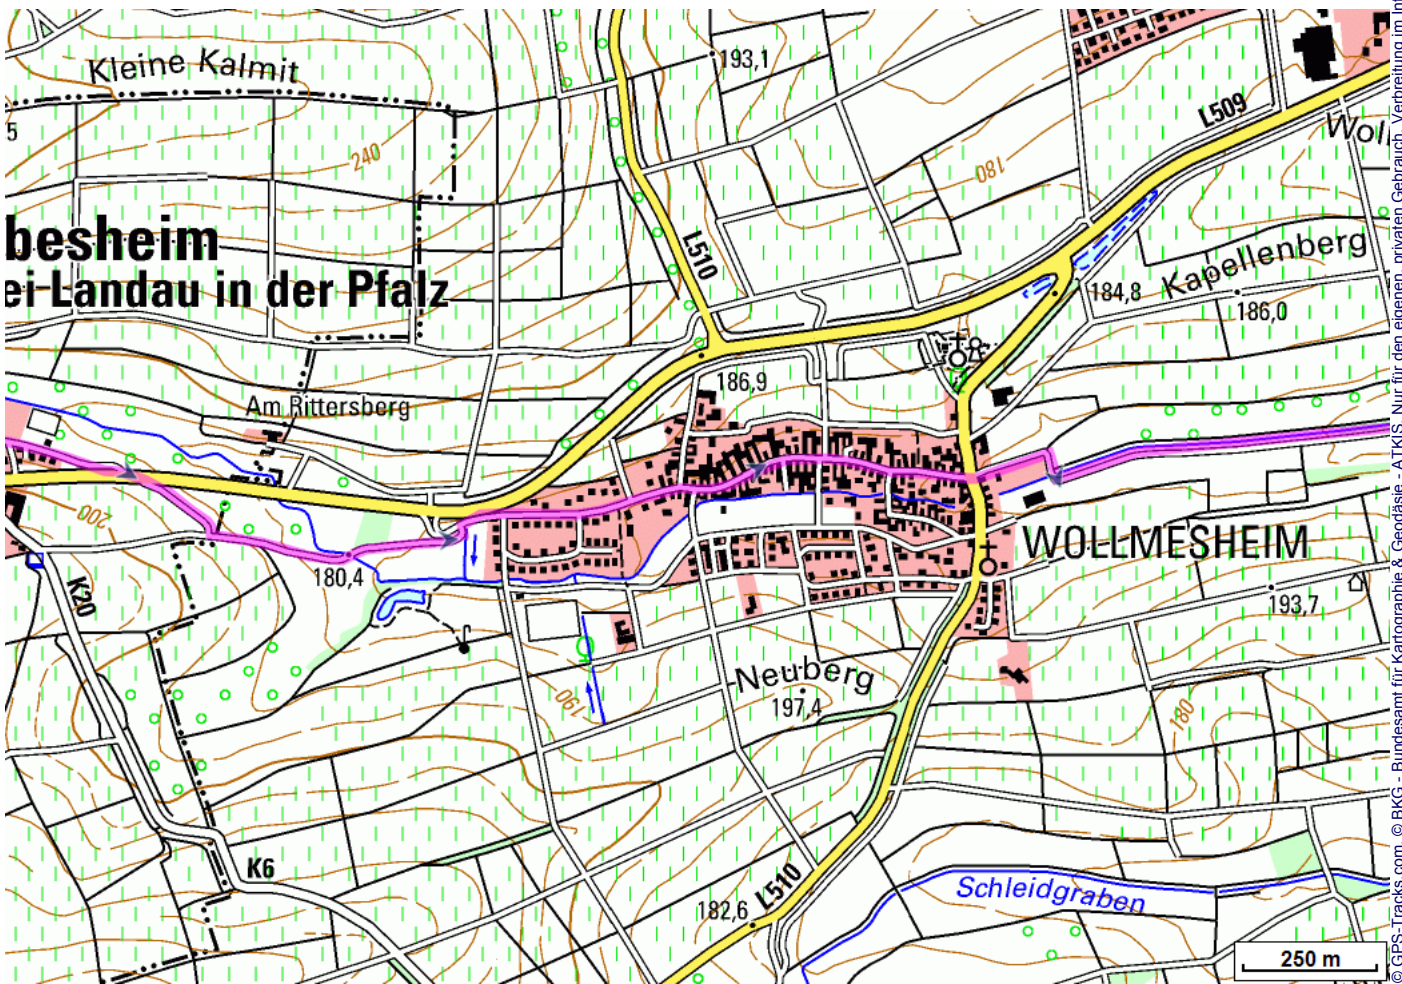 Kleine Kalmit
193,1
L509
Woll
5
240
180
besheim
ei Landau in der Pfalz
L510
Kapellenberg
184,8
186,0
186,9
Am Rittersberg
200
WOLLMESHEIM
180,4
K20
193,7
Neuberg
197,4
190
180
K6
L510
182,6
Schleidgraben
250 m
© GPS-Tracks.com © BKG - Bundesamt für Kartographie & Geodäsie - ATKIS Nur für den eigenen, privaten Gebrauch. Verbreitung im Int